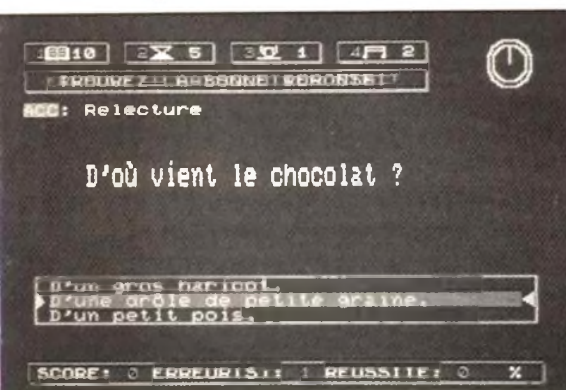 1 10 2 5 3 1 4 2
TROUVEZ LA BONNE REPONSE
ACC: Relecture
D'où vient le chocolat ?
D'un gros haricot.
D'une drôle de petite graine.
D'un petit pois.
SCORE: 0 ERREUR(S): 1 REUSSITE: 0 %